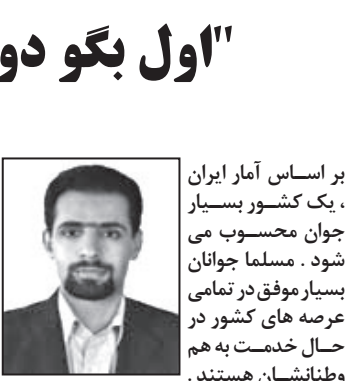 "اول بگو دو
بر اساس آمار ایران
، یک کشور بسیار
جوان محسوب می
شود . مسلما جوانان
بسیار موفق در تمامی
عرصه های کشور در
حال خدمت به هم
وطنانشان هستند .